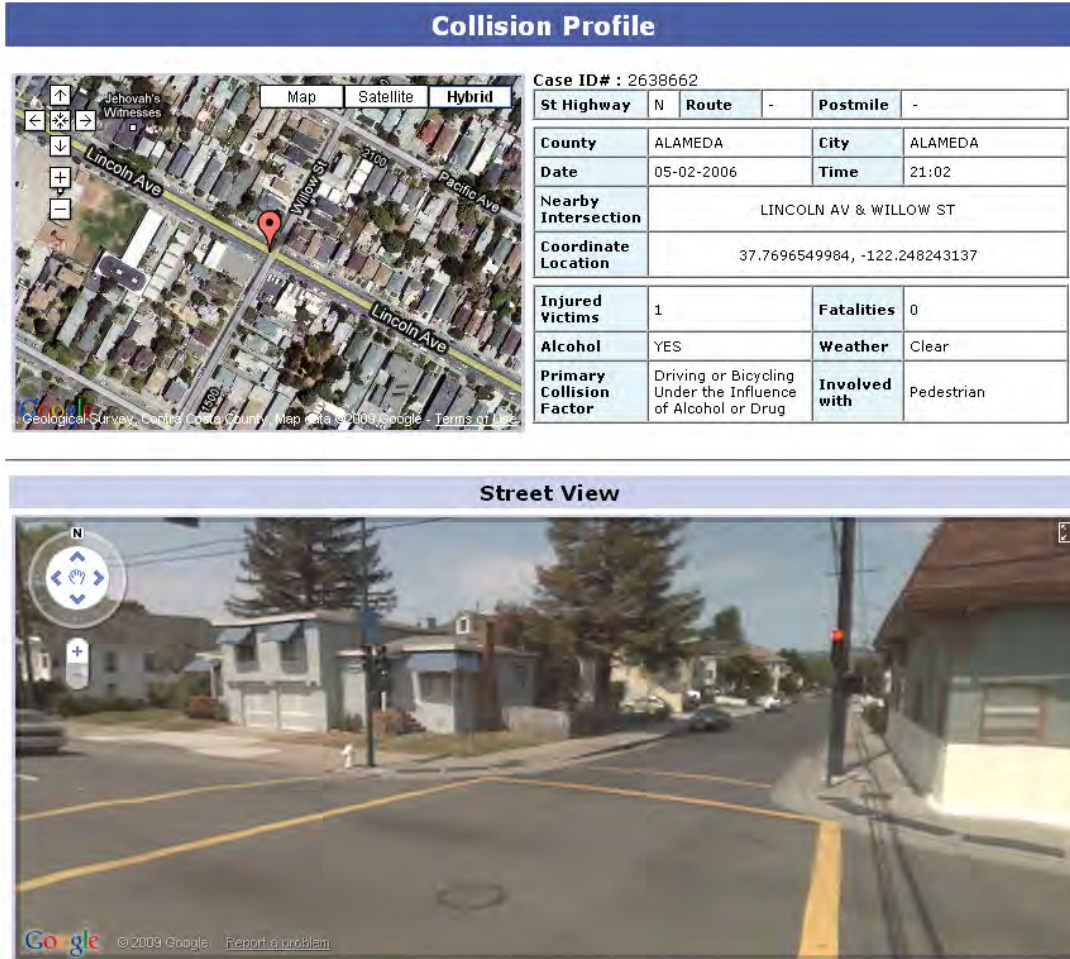 Collision Profile
Jehovah's
Witnesses
Map Satellite Hybrid
Lincoln Ave
Willow St
2100
Pacific Ave
Lincoln Ave
1500
Google
Geological Survey, Contra Costa County, Map data ©2009 Google - Terms of Use
Case ID# : 2638662
St Highway N Route - Postmile -
County ALAMEDA City ALAMEDA
Date 05-02-2006 Time 21:02
Nearby
Intersection
LINCOLN AV & WILLOW ST
Coordinate
Location
37.7696549984, -122.248243137
Injured
Victims
1 Fatalities 0
Alcohol YES Weather Clear
Primary
Collision
Factor
Driving or Bicycling
Under the Influence
of Alcohol or Drug
Involved
with
Pedestrian
Street View
N
Google © 2009 Google Report a problem